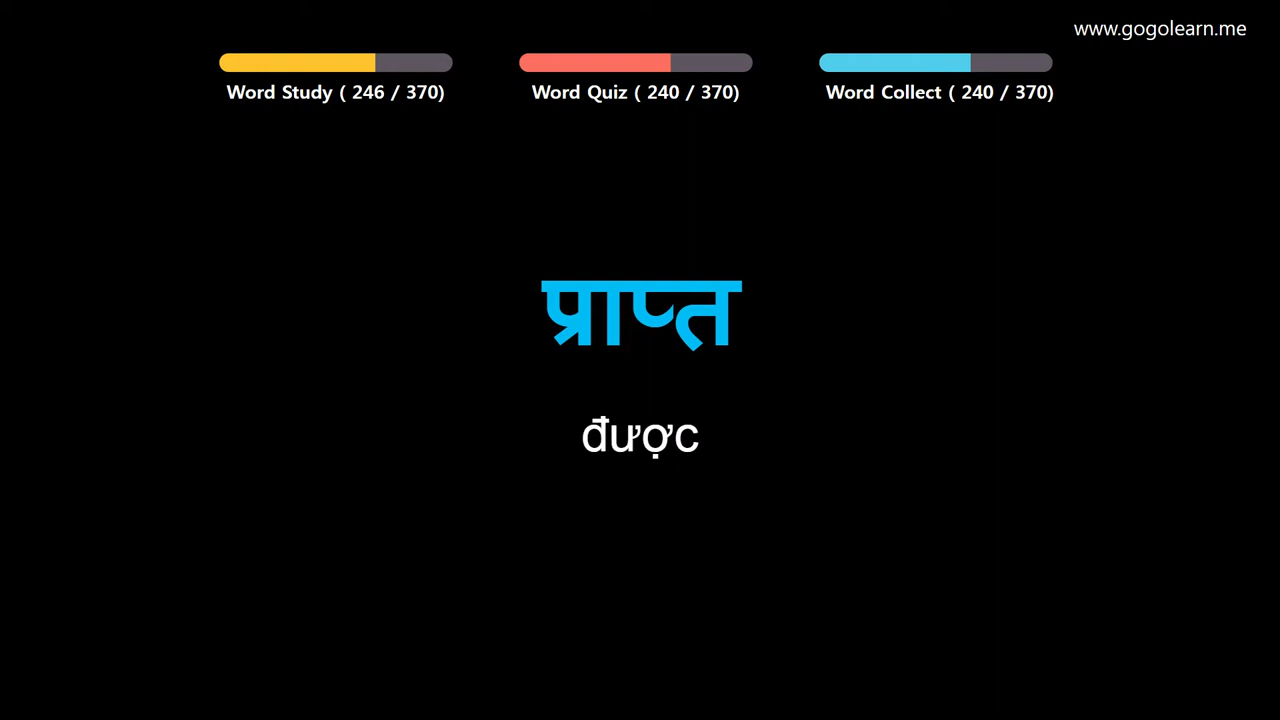 www.gogolearn.me
Word Study ( 246 / 370)
Word Quiz ( 240 / 370)
Word Collect ( 240 / 370)
प्राप्त
được